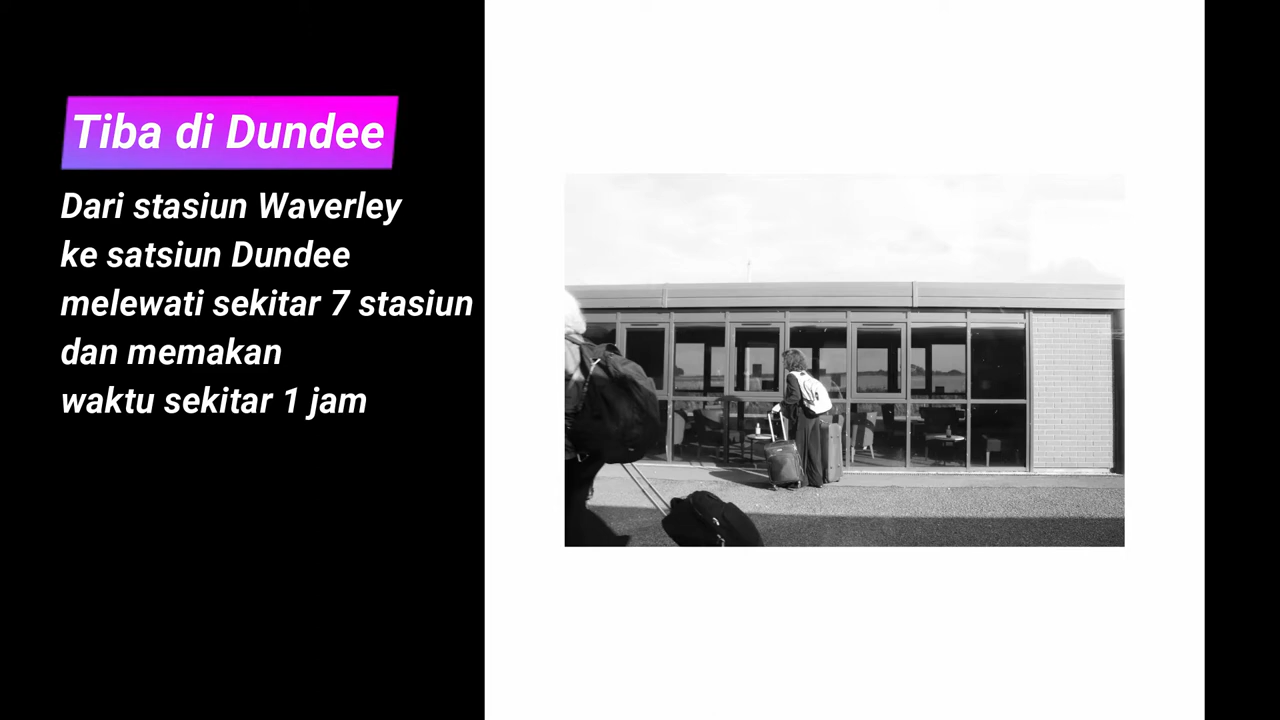 Tiba di Dundee
Dari stasiun Waverley
ke satsiun Dundee
melewati sekitar 7 stasiun
dan memakan
waktu sekitar 1 jam